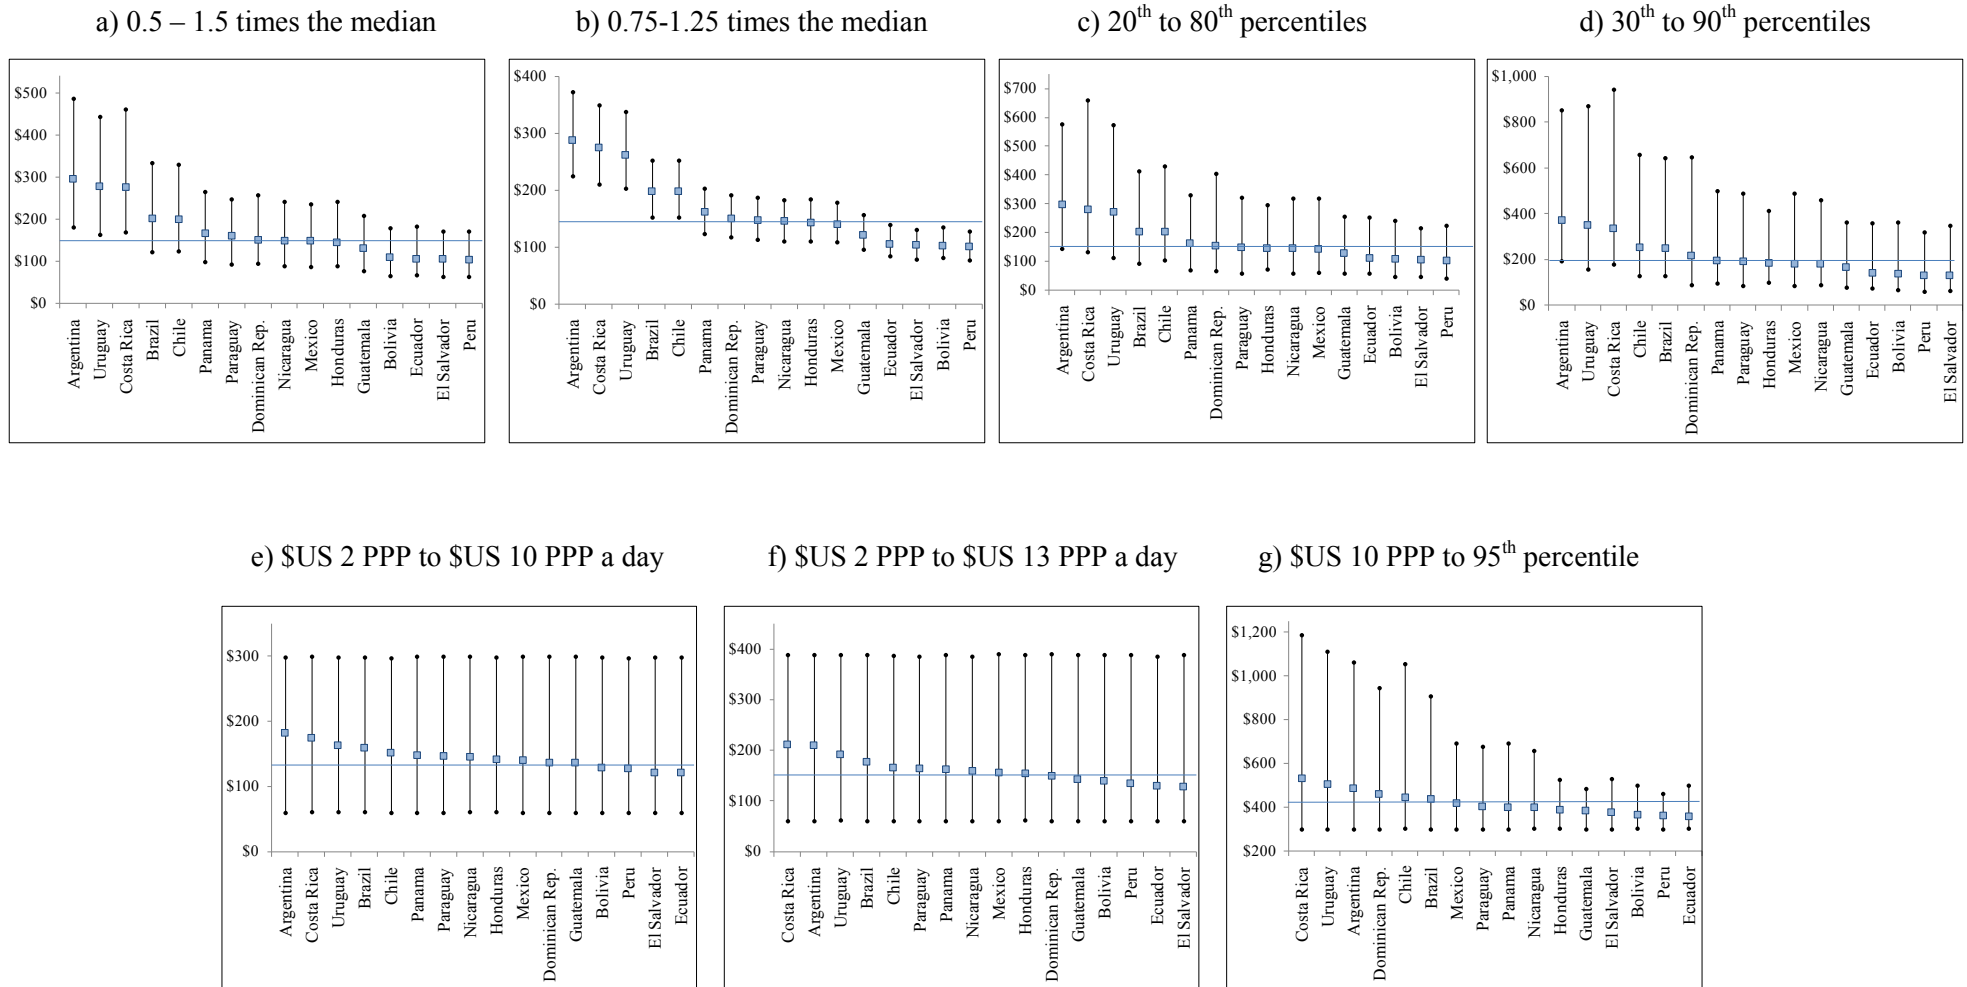 a) 0.5 – 1.5 times the median
$500
$400
$300
$200
$100
$0
Argentina
Uruguay
Costa Rica
Brazil
Chile
Panama
Paraguay
Dominican Rep.
Nicaragua
Mexico
Honduras
Guatemala
Bolivia
Ecuador
El Salvador
Peru
b) 0.75-1.25 times the median
$400
$300
$200
$100
$0
Argentina
Costa Rica
Uruguay
Brazil
Chile
Panama
Dominican Rep.
Paraguay
Nicaragua
Honduras
Mexico
Guatemala
Ecuador
El Salvador
Bolivia
Peru
c) 20th to 80th percentiles
$700
$600
$500
$400
$300
$200
$100
$0
Argentina
Costa Rica
Uruguay
Brazil
Chile
Panama
Dominican Rep.
Paraguay
Honduras
Nicaragua
Mexico
Guatemala
Ecuador
Bolivia
El Salvador
Peru
d) 30th to 90th percentiles
$1,000
$800
$600
$400
$200
$0
Argentina
Uruguay
Costa Rica
Chile
Brazil
Dominican Rep.
Panama
Paraguay
Honduras
Mexico
Nicaragua
Guatemala
Ecuador
Bolivia
Peru
El Salvador
e) $US 2 PPP to $US 10 PPP a day
$300
$200
$100
$0
Argentina
Costa Rica
Uruguay
Brazil
Chile
Panama
Paraguay
Nicaragua
Honduras
Mexico
Dominican Rep.
Guatemala
Bolivia
Peru
El Salvador
Ecuador
f) $US 2 PPP to $US 13 PPP a day
$400
$300
$200
$100
$0
Costa Rica
Argentina
Uruguay
Brazil
Chile
Paraguay
Panama
Nicaragua
Mexico
Honduras
Dominican Rep.
Guatemala
Bolivia
Peru
Ecuador
El Salvador
g) $US 10 PPP to 95th percentile
$1,200
$1,000
$800
$600
$400
$200
Costa Rica
Uruguay
Argentina
Dominican Rep.
Chile
Brazil
Mexico
Paraguay
Panama
Nicaragua
Honduras
Guatemala
El Salvador
Bolivia
Peru
Ecuador